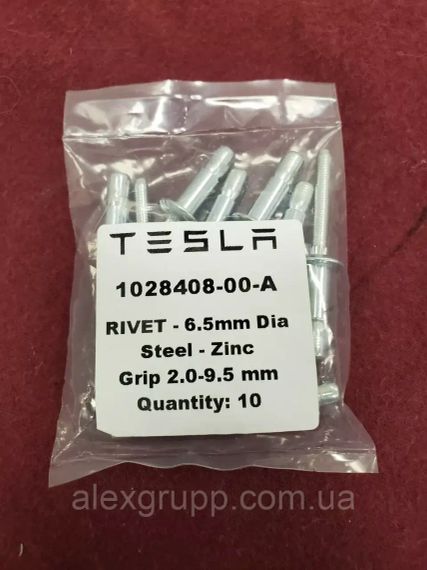 TESLA
1028408-00-A
RIVET - 6.5mm Dia
Steel - Zinc
Grip 2.0-9.5 mm
Quantity: 10
alexgrupp.com.ua